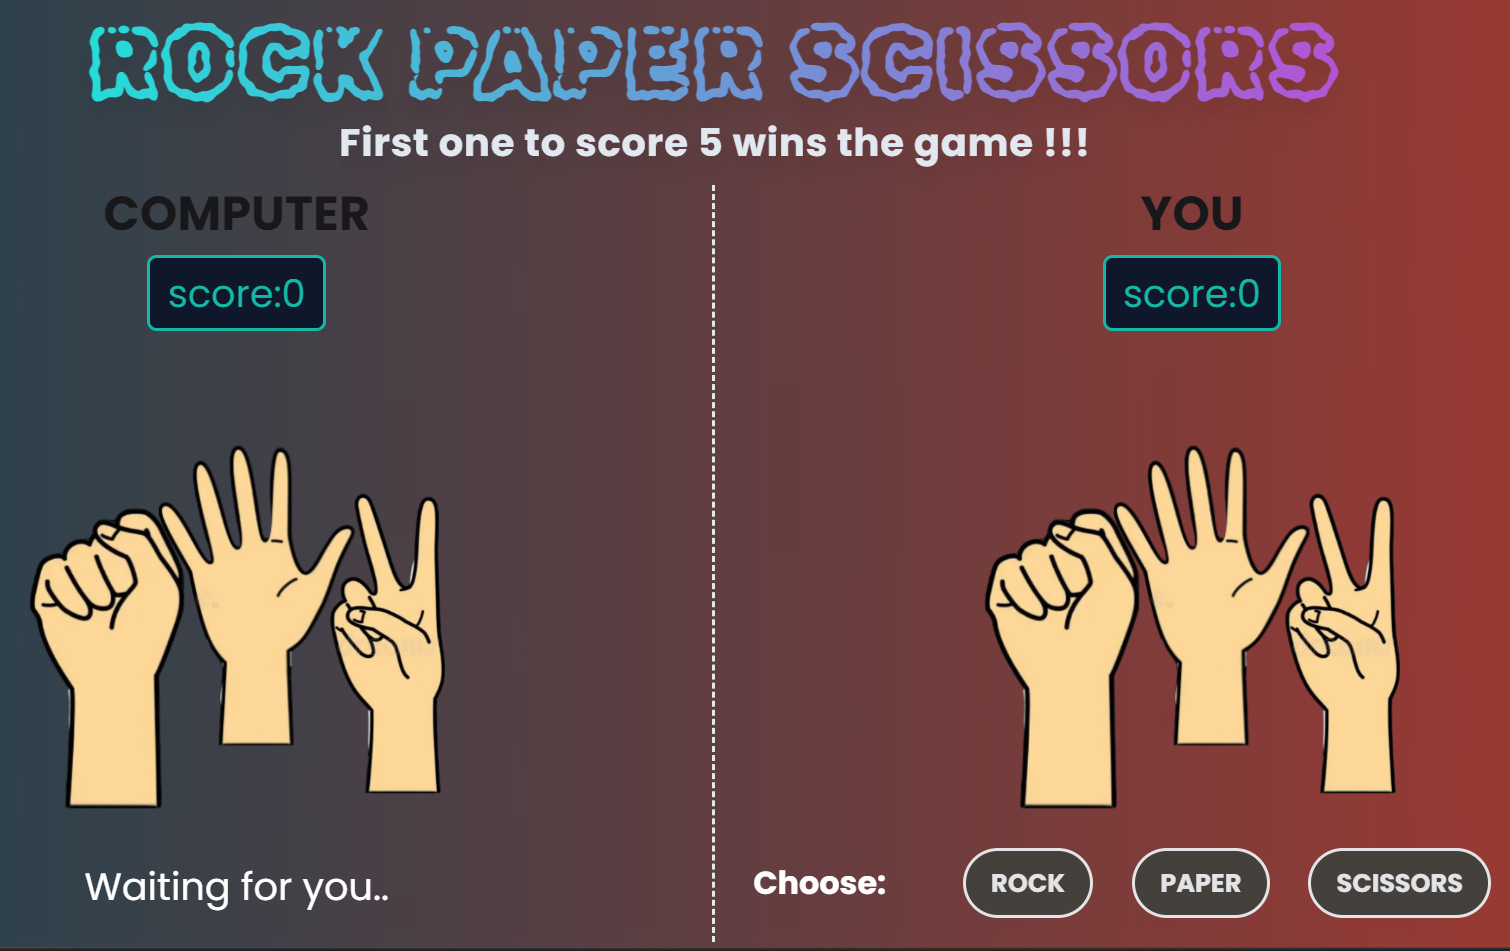 ROCK PAPER SCISSORS
First one to score 5 wins the game !!!
COMPUTER
score:0
Waiting for you..
YOU
score:0
Choose:
ROCK
PAPER
SCISSORS